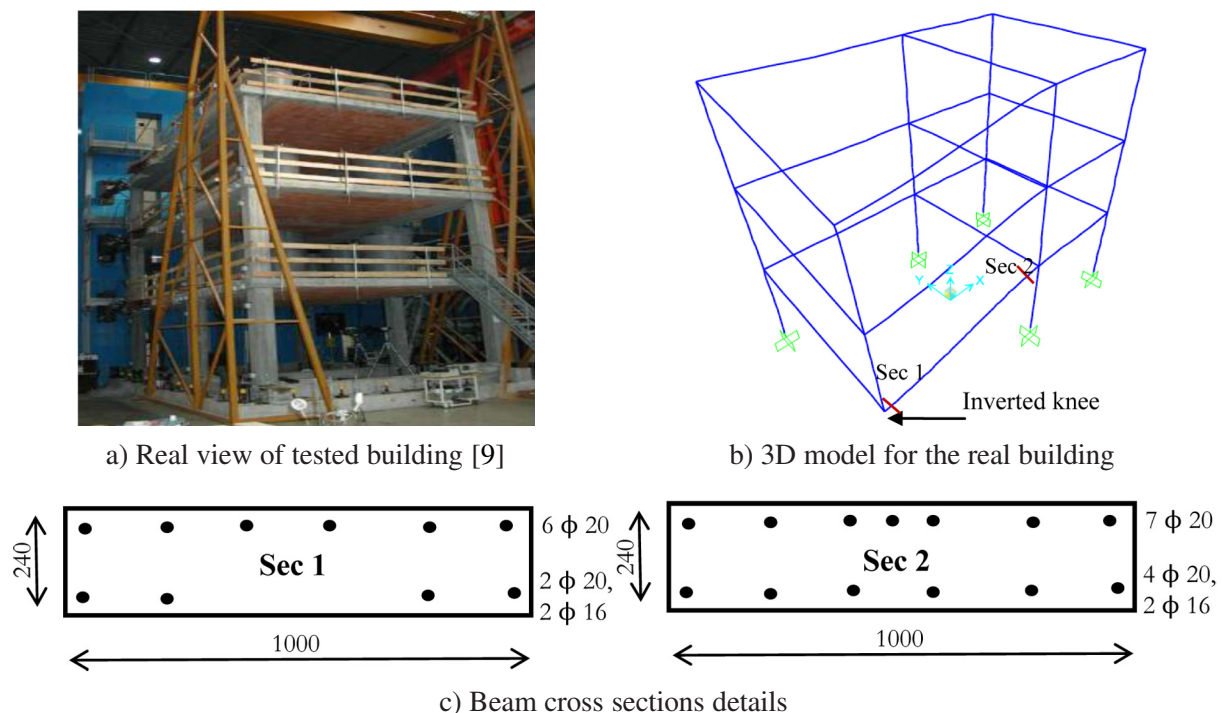 Sec 2
Z
Y
X
Sec 1
Inverted knee
a) Real view of tested building [9]
b) 3D model for the real building
240
Sec 1
6 ϕ 20
2 ϕ 20,
2 ϕ 16
1000
240
Sec 2
7 ϕ 20
4 ϕ 20,
2 ϕ 16
1000
c) Beam cross sections details